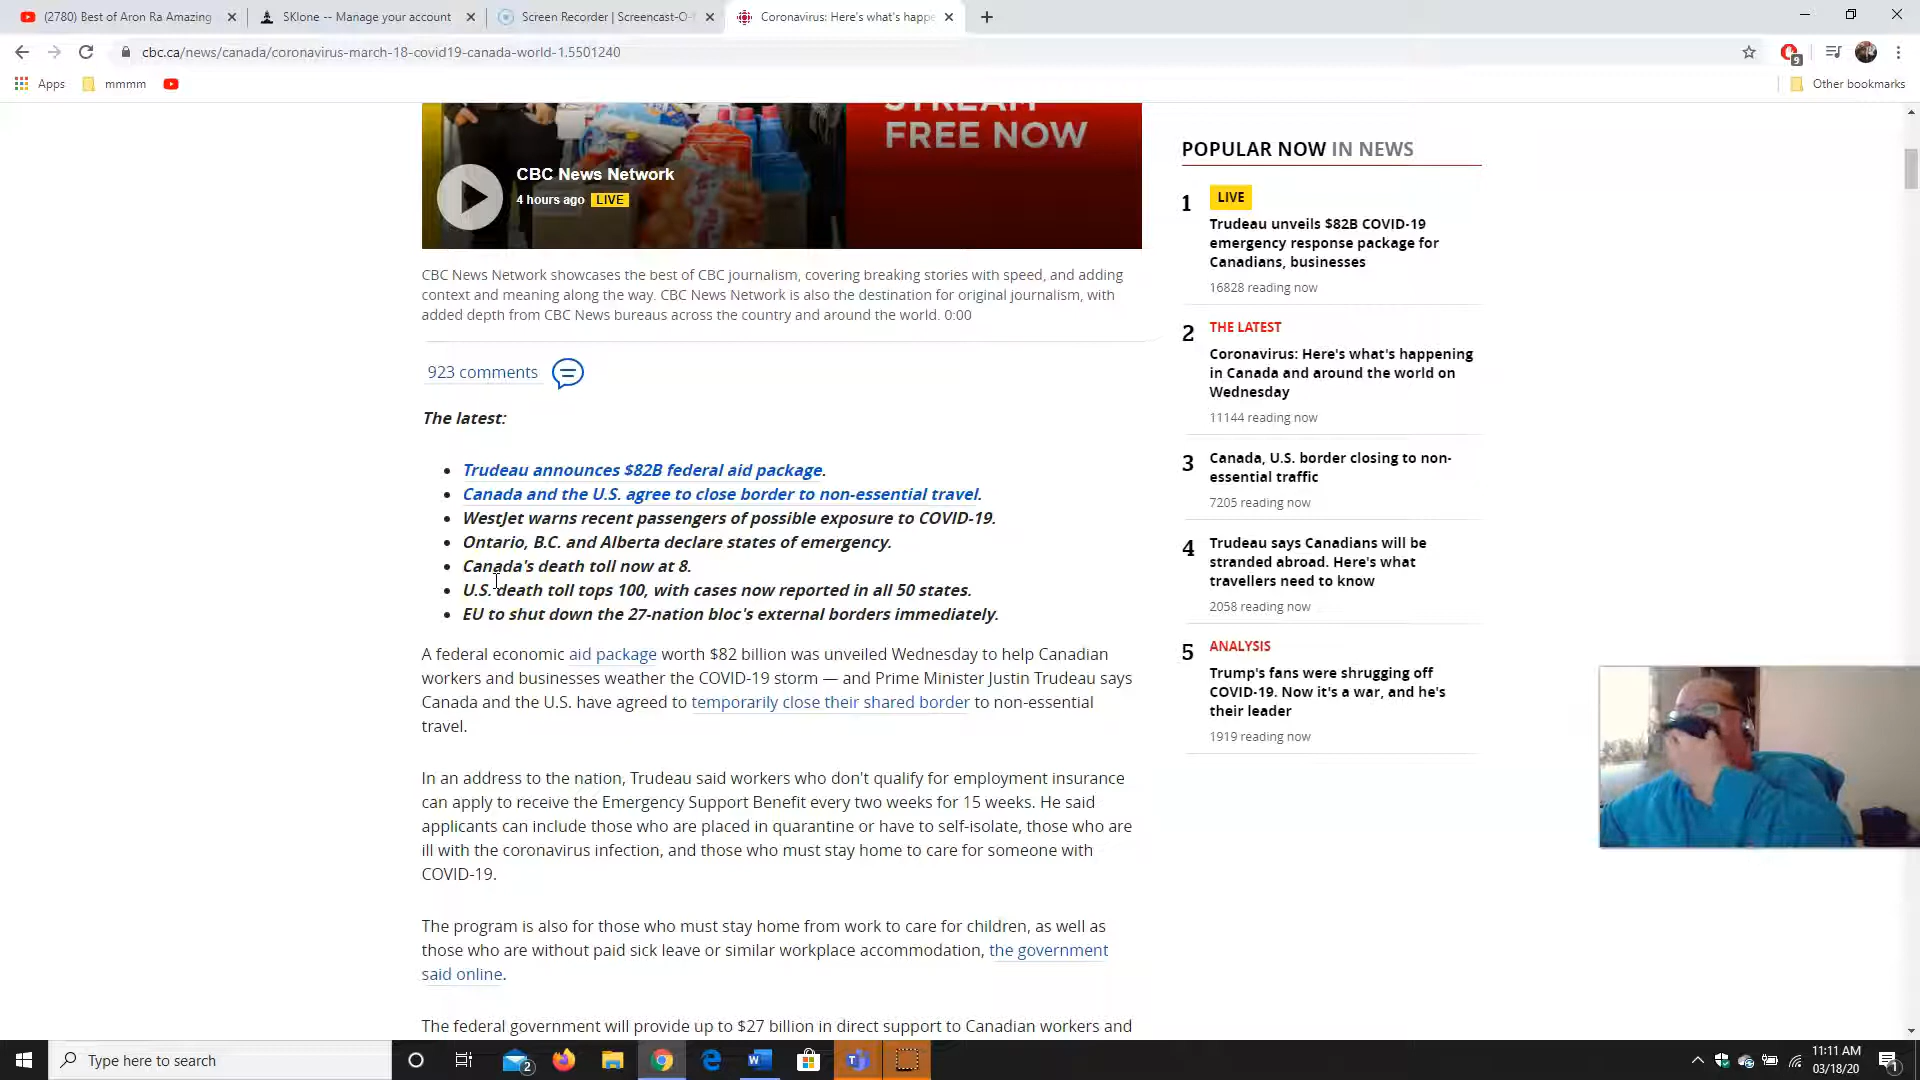 (2780) Best of Aron Ra Amazing
SKlone -- Manage your account
Screen Recorder | Screencast-O-
Coronavirus: Here's what's happe
cbc.ca/news/canada/coronavirus-march-18-covid19-canada-world-1.5501240
9
Apps
mmmm
Other bookmarks
STREAM
FREE NOW
CBC News Network
4 hours ago LIVE
CBC News Network showcases the best of CBC journalism, covering breaking stories with speed, and adding
context and meaning along the way. CBC News Network is also the destination for original journalism, with
added depth from CBC News bureaus across the country and around the world. 0:00
923 comments
The latest:
Trudeau announces $82B federal aid package.
Canada and the U.S. agree to close border to non-essential travel.
WestJet warns recent passengers of possible exposure to COVID-19.
Ontario, B.C. and Alberta declare states of emergency.
Canada's death toll now at 8.
U.S. death toll tops 100, with cases now reported in all 50 states.
EU to shut down the 27-nation bloc's external borders immediately.
A federal economic aid package worth $82 billion was unveiled Wednesday to help Canadian
workers and businesses weather the COVID-19 storm — and Prime Minister Justin Trudeau says
Canada and the U.S. have agreed to temporarily close their shared border to non-essential
travel.
In an address to the nation, Trudeau said workers who don't qualify for employment insurance
can apply to receive the Emergency Support Benefit every two weeks for 15 weeks. He said
applicants can include those who are placed in quarantine or have to self-isolate, those who are
ill with the coronavirus infection, and those who must stay home to care for someone with
COVID-19.
The program is also for those who must stay home from work to care for children, as well as
those who are without paid sick leave or similar workplace accommodation, the government
said online.
The federal government will provide up to $27 billion in direct support to Canadian workers and
POPULAR NOW IN NEWS
1
LIVE
Trudeau unveils $82B COVID-19
emergency response package for
Canadians, businesses
16828 reading now
2
THE LATEST
Coronavirus: Here's what's happening
in Canada and around the world on
Wednesday
11144 reading now
3
Canada, U.S. border closing to non-
essential traffic
7205 reading now
4
Trudeau says Canadians will be
stranded abroad. Here's what
travellers need to know
2058 reading now
5
ANALYSIS
Trump's fans were shrugging off
COVID-19. Now it's a war, and he's
their leader
1919 reading now
Type here to search
2
11:11 AM
03/18/20
1